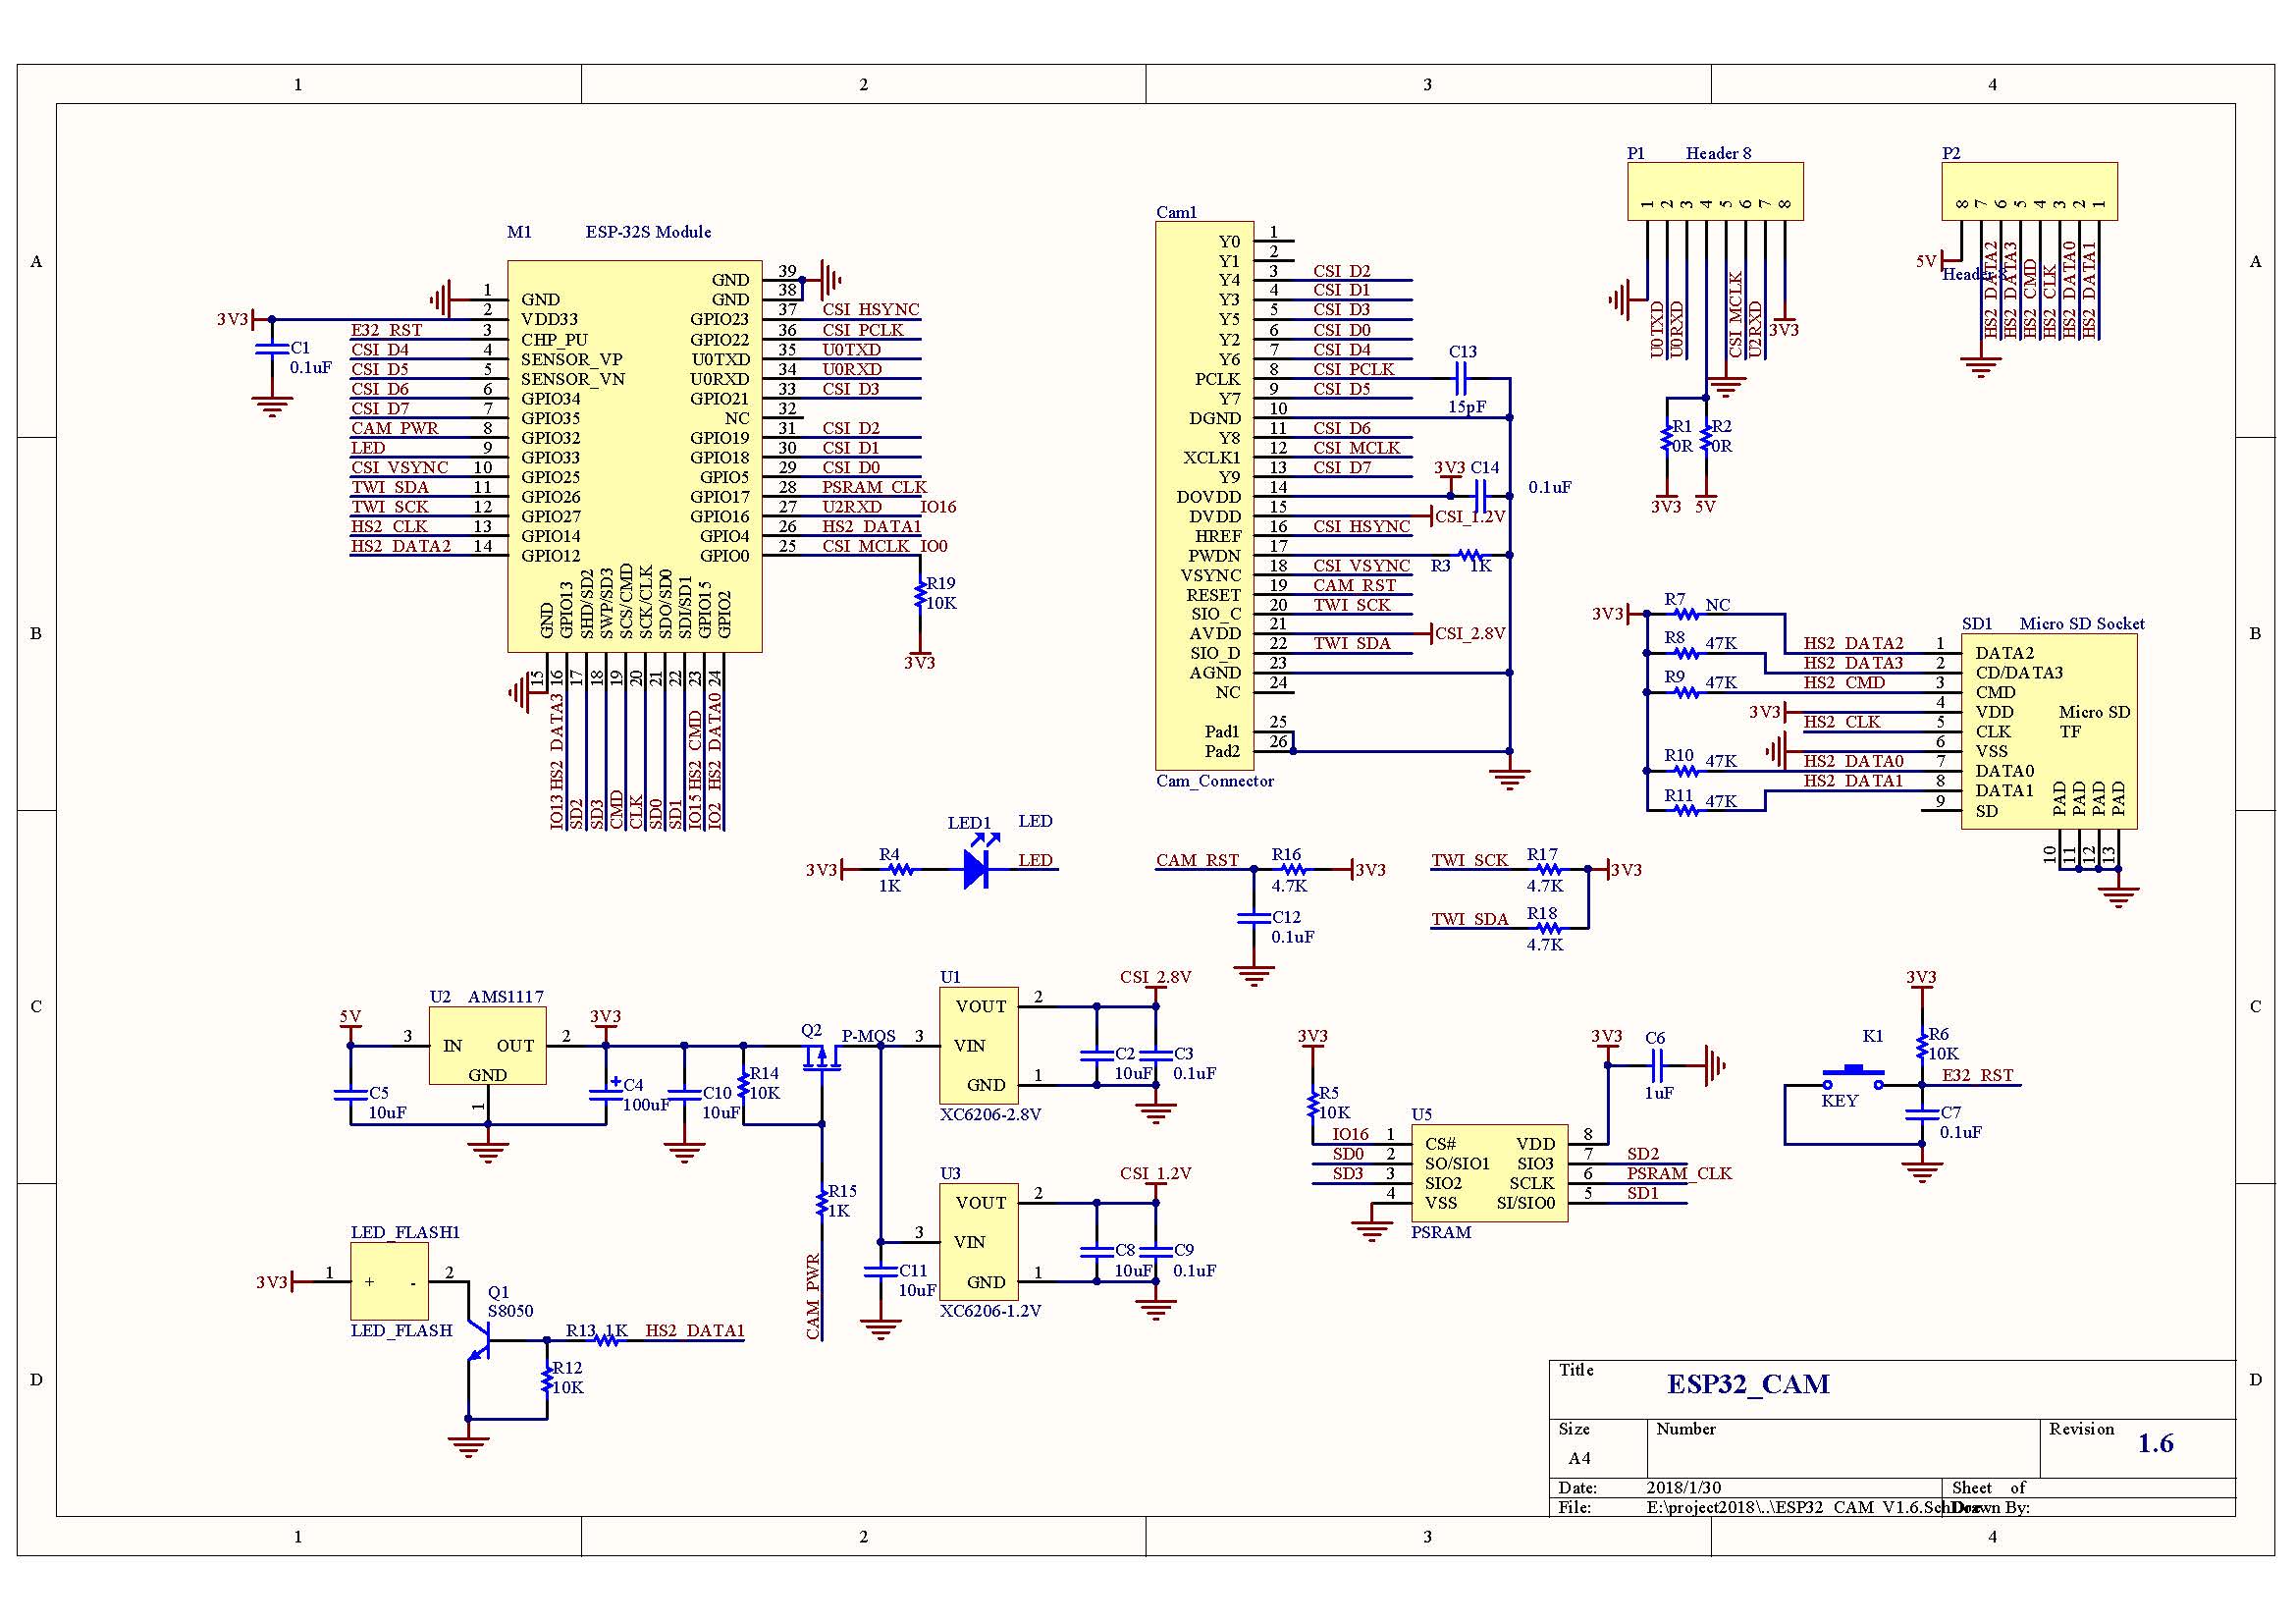 1 2 3 4
A
B
C
D
M1 ESP-32S Module
1 GND
2 VDD33
3 CHP_PU
4 SENSOR_VP
5 SENSOR_VN
6 GPIO34
7 GPIO35
8 GPIO32
9 GPIO33
10 GPIO25
11 GPIO26
12 GPIO27
13 GPIO14
14 GPIO12
3V3
C1
0.1uF
E32_RST
CSI_D4
CSI_D5
CSI_D6
CSI_D7
CAM_PWR
LED
CSI_VSYNC
TWI_SDA
TWI_SCK
HS2_CLK
HS2_DATA2
GND 39
GND 38
GPIO23 37 CSI_HSYNC
GPIO22 36 CSI_PCLK
U0TXD 35 U0TXD
U0RXD 34 U0RXD
GPIO21 33 CSI_D3
NC 32
GPIO19 31 CSI_D2
GPIO18 30 CSI_D1
GPIO5 29 CSI_D0
GPIO17 28 PSRAM_CLK
GPIO16 27 U2RXD IO16
GPIO4 26 HS2_DATA1
GPIO0 25 CSI_MCLK IO0
R19
10K
3V3
GND 15
GPIO13 16 IO13 HS2_DATA3
SHD/SD2 17 SD2
SWP/SD3 18 SD3
SCS/CMD 19 CMD
SCK/CLK 20 CLK
SDO/SD0 21 SD0
SDI/SD1 22 SD1
GPIO15 23 IO15 HS2_CMD
GPIO2 24 IO2 HS2_DATA0
Cam1
Y0 1
Y1 2
Y4 3 CSI_D2
Y3 4 CSI_D1
Y5 5 CSI_D3
Y2 6 CSI_D0
Y6 7 CSI_D4
PCLK 8 CSI_PCLK
Y7 9 CSI_D5
DGND 10
Y8 11 CSI_D6
XCLK1 12 CSI_MCLK
Y9 13 CSI_D7
DOVDD 14
DVDD 15 CSI_1.2V
HREF 16 CSI_HSYNC
PWDN 17
VSYNC 18 CSI_VSYNC
RESET 19 CAM_RST
SIO_C 20 TWI_SCK
AVDD 21 CSI_2.8V
SIO_D 22 TWI_SDA
AGND 23
NC 24
Pad1 25
Pad2 26
Cam_Connector
C13
15pF
3V3 C14
0.1uF
R3 1K
P1 Header 8
1 2 3 4 5 6 7 8
U0TXD
U0RXD
CSI_MCLK
U2RXD
3V3
R1
0R
R2
0R
3V3 5V
P2
8 7 6 5 4 3 2 1
5V
Header 8
HS2_DATA2
HS2_DATA3
HS2_CMD
HS2_CLK
HS2_DATA0
HS2_DATA1
3V3
R7 NC
R8 47K
R9 47K
R10 47K
R11 47K
SD1 Micro SD Socket
HS2_DATA2 1 DATA2
HS2_DATA3 2 CD/DATA3
HS2_CMD 3 CMD
3V3 4 VDD
HS2_CLK 5 CLK
6 VSS
HS2_DATA0 7 DATA0
HS2_DATA1 8 DATA1
9 SD
Micro SD
TF
PAD PAD PAD PAD
10 11 12 13
3V3
R4
1K
LED1 LED
LED
CAM_RST R16 3V3
4.7K
C12
0.1uF
TWI_SCK R17 3V3
4.7K
TWI_SDA R18
4.7K
U2 AMS1117
5V
3 IN OUT 2
GND
1
C5
10uF
3V3
C4
100uF
C10
10uF
R14
10K
Q2 P-MOS
R15
1K
CAM_PWR
U1
VOUT 2
3 VIN
GND 1
XC6206-2.8V
CSI_2.8V
C2
10uF
C3
0.1uF
U3
VOUT 2
3 VIN
GND 1
XC6206-1.2V
CSI_1.2V
C8
10uF
C9
0.1uF
C11
10uF
3V3
R5
10K
U5
IO16 1 CS#
SD0 2 SO/SIO1
SD3 3 SIO2
4 VSS
VDD 8
SIO3 7 SD2
SCLK 6 PSRAM_CLK
SI/SIO0 5 SD1
PSRAM
3V3
C6
1uF
3V3
K1
R6
10K
KEY
E32_RST
C7
0.1uF
LED_FLASH1
3V3 1 + - 2
LED_FLASH
Q1
S8050
R13 1K HS2_DATA1
R12
10K
Title
ESP32_CAM
Size
A4
Number
Revision
1.6
Date: 2018/1/30 Sheet of
File: E:\project2018\..\ESP32_CAM_V1.6.SchDoc Drawn By:
A
B
C
D
1 2 3 4